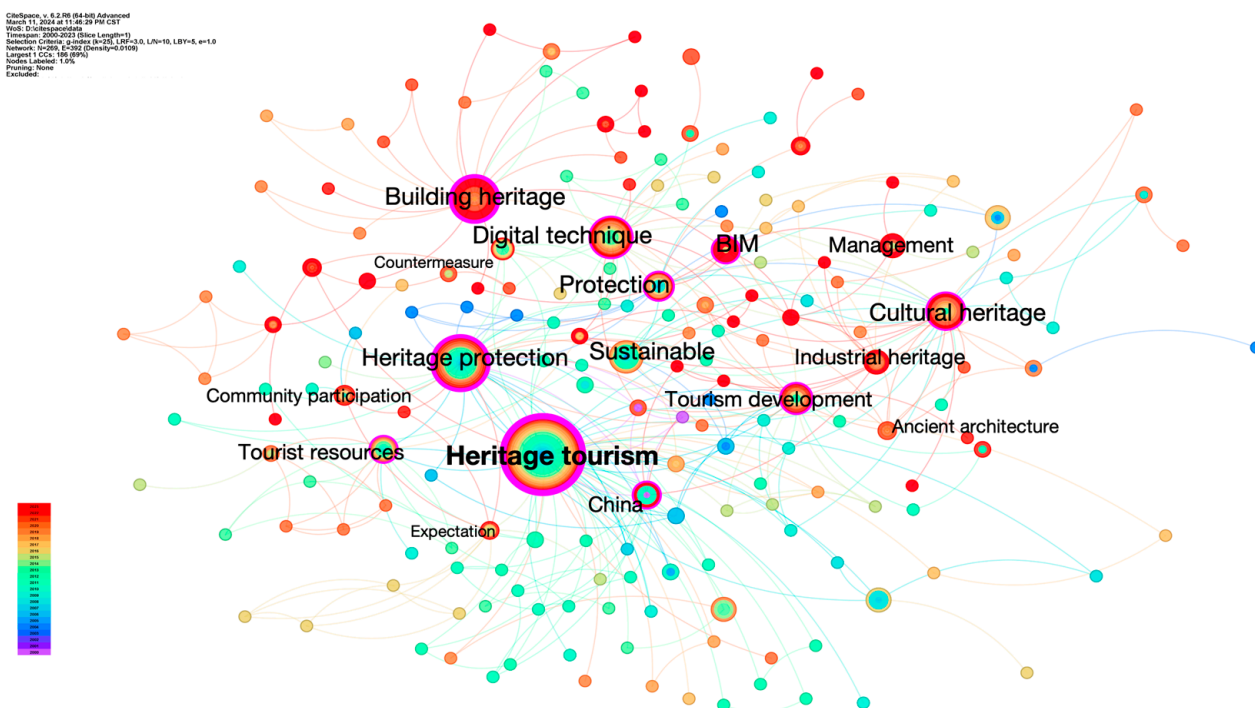 CiteSpace, v. 6.2.R6 (64-bit) Advanced
March 11, 2024 at 11:46:29 PM CST
WoS: D:\citespace\data
Timespan: 2000-2023 (Slice Length=1)
Selection Criteria: g-index (k=25), LRF=3.0, L/N=10, LBY=5, e=1.0
Network: N=269, E=392 (Density=0.0109)
Largest 1 CCs: 186 (69%)
Nodes Labeled: 1.0%
Pruning: None
Excluded:
Building heritage
Digital technique
BIM
Management
Countermeasure
Protection
Cultural heritage
Heritage protection
Sustainable
Industrial heritage
Community participation
Tourism development
Ancient architecture
Tourist resources
Heritage tourism
China
Expectation